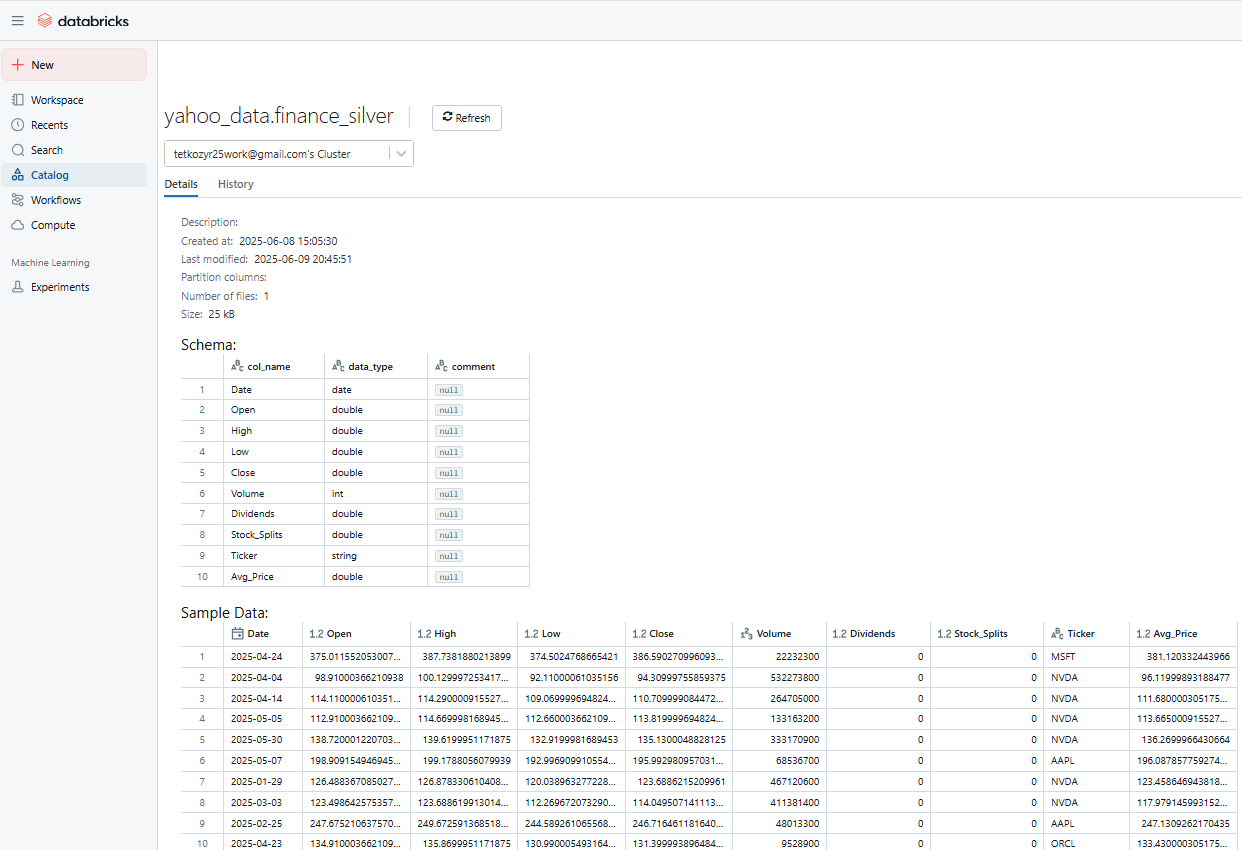 databricks
New
Workspace
Recents
Search
Catalog
Workflows
Compute
Machine Learning
Experiments
yahoo_data.finance_silver
Refresh
tetkozyr25work@gmail.com's Cluster
Details History
Description:
Created at: 2025-06-08 15:05:30
Last modified: 2025-06-09 20:45:51
Partition columns:
Number of files: 1
Size: 25 kB
Schema:
col_name data_type comment
1 Date date null
2 Open double null
3 High double null
4 Low double null
5 Close double null
6 Volume int null
7 Dividends double null
8 Stock_Splits double null
9 Ticker string null
10 Avg_Price double null
Sample Data:
Date 1.2 Open 1.2 High 1.2 Low 1.2 Close Volume 1.2 Dividends 1.2 Stock_Splits Ticker 1.2 Avg_Price
1 2025-04-24 375.011552053007... 387.7381880213899 374.5024768665421 386.590270996093... 22232300 0 0 MSFT 381.120332443966
2 2025-04-04 98.91000366210938 100.129997253417... 92.11000061035156 94.30999755859375 532273800 0 0 NVDA 96.11999893188477
3 2025-04-14 114.110000610351... 114.290000915527... 109.069999694824... 110.709999084472... 264705000 0 0 NVDA 111.680000305175...
4 2025-05-05 112.910003662109... 114.669998168945... 112.660003662109... 113.819999694824... 133163200 0 0 NVDA 113.665000915527...
5 2025-05-30 138.720001220703... 139.6199951171875 132.9199981689453 135.1300048828125 333170900 0 0 NVDA 136.2699966430664
6 2025-05-07 198.909154946945... 199.1788056079939 192.996909910554... 195.992980957031... 68536700 0 0 AAPL 196.087857759274...
7 2025-01-29 126.488367085027... 126.878330610408... 120.038963277228... 123.6886215209961 467120600 0 0 NVDA 123.458646943818...
8 2025-03-03 123.498642575357... 123.688619913014... 112.269672073290... 114.049507141113... 411381400 0 0 NVDA 117.979145993152...
9 2025-02-25 247.675210637570... 249.672591368518... 244.589261065568... 246.716461181640... 48013300 0 0 AAPL 247.1309262170435
10 2025-04-23 134.910003662109... 135.8699951171875 130.990005493164... 131.399993896484... 9528900 0 0 ORCL 133.430000305175...